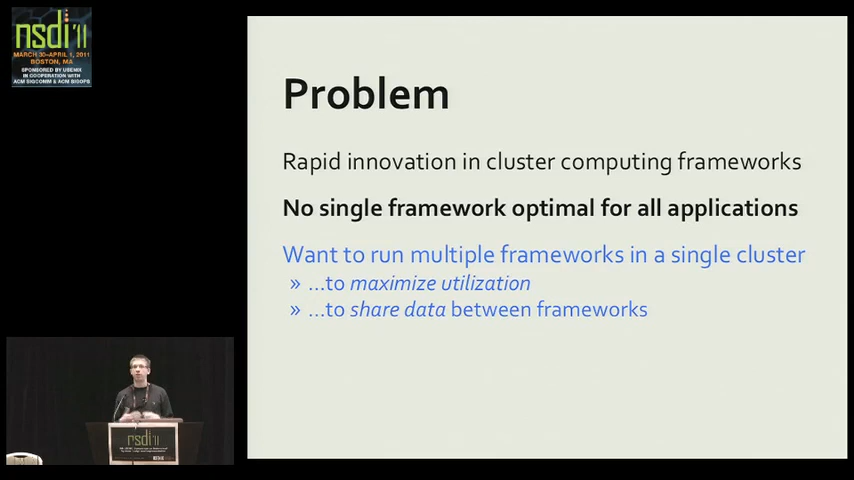 nsdi'11
MARCH 30–APRIL 1, 2011
BOSTON, MA
SPONSORED BY USENIX
IN COOPERATION WITH
ACM SIGCOMM & ACM SIGOPS
Problem
Rapid innovation in cluster computing frameworks
No single framework optimal for all applications
Want to run multiple frameworks in a single cluster
» …to maximize utilization
» …to share data between frameworks
nsdi'11